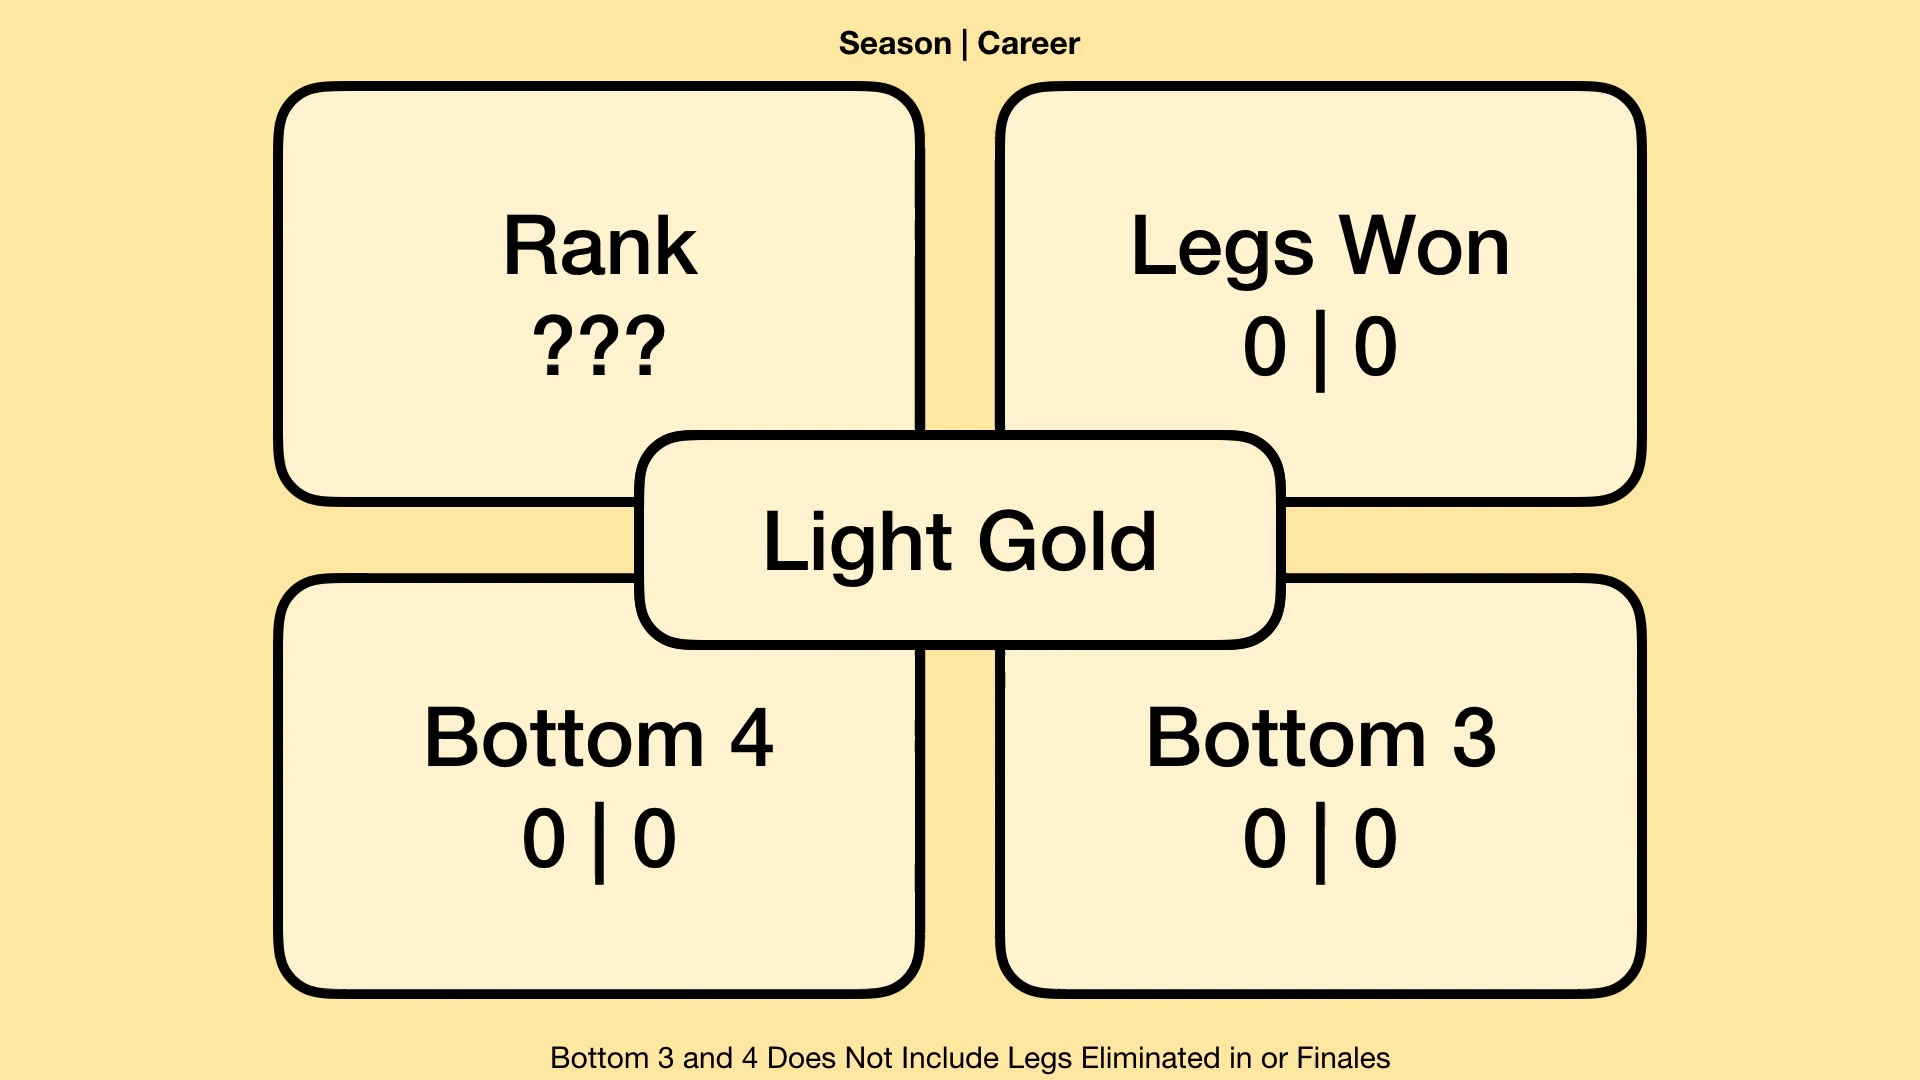 Season | Career
Rank
???
Legs Won
0 | 0
Light Gold
Bottom 4
0 | 0
Bottom 3
0 | 0
Bottom 3 and 4 Does Not Include Legs Eliminated in or Finales